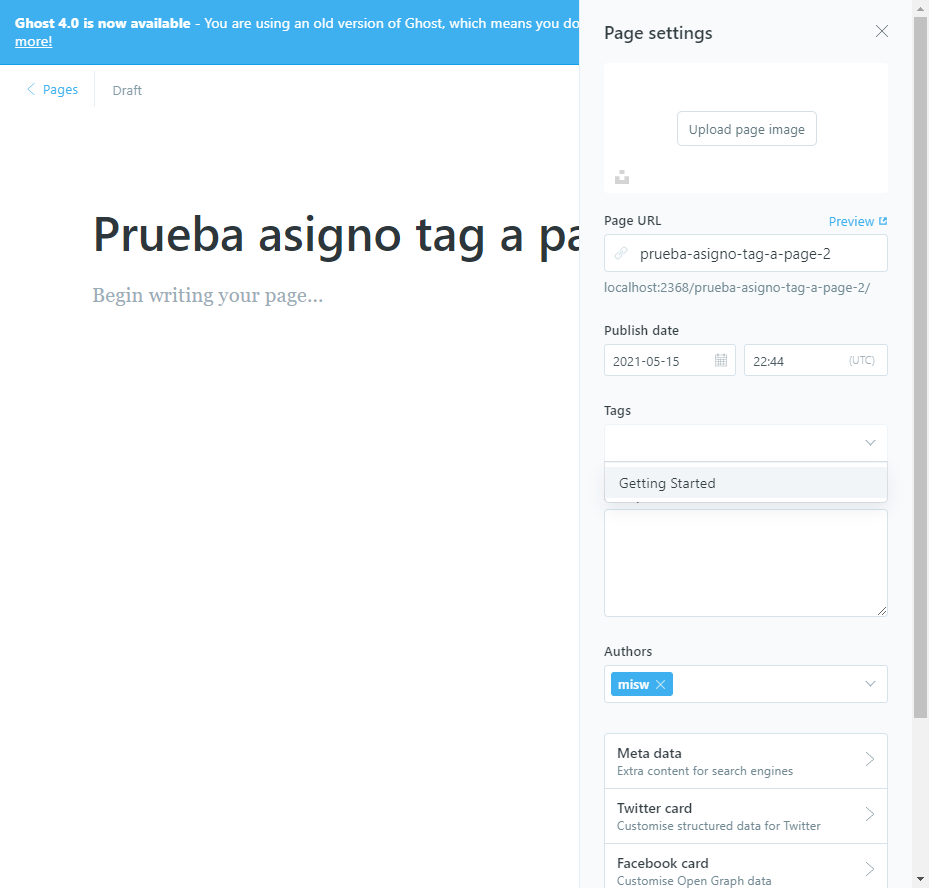 Ghost 4.0 is now available - You are using an old version of Ghost, which means you do
more!
Pages
Draft
Prueba asigno tag a pa
Begin writing your page...
Page settings
Upload page image
Page URL
Preview
prueba-asigno-tag-a-page-2
localhost:2368/prueba-asigno-tag-a-page-2/
Publish date
2021-05-15
22:44
(UTC)
Tags
Getting Started
Authors
misw
Meta data
Extra content for search engines
Twitter card
Customise structured data for Twitter
Facebook card
Customise Open Graph data